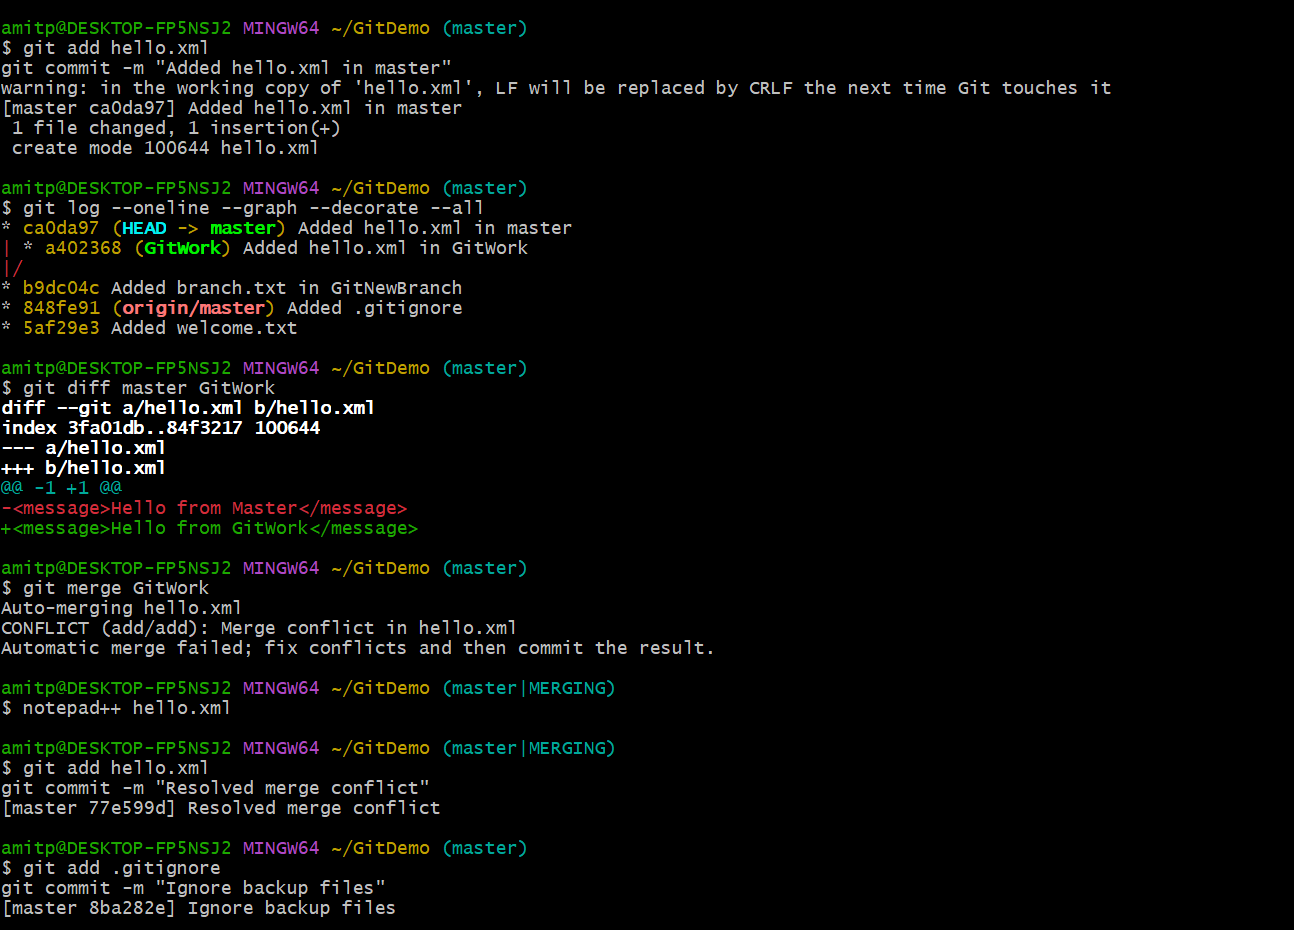 amitp@DESKTOP-FP5NSJ2 MINGW64 ~/GitDemo (master)
$ git add hello.xml
git commit -m "Added hello.xml in master"
warning: in the working copy of 'hello.xml', LF will be replaced by CRLF the next time Git touches it
[master ca0da97] Added hello.xml in master
 1 file changed, 1 insertion(+)
 create mode 100644 hello.xml

amitp@DESKTOP-FP5NSJ2 MINGW64 ~/GitDemo (master)
$ git log --oneline --graph --decorate --all
* ca0da97 (HEAD -> master) Added hello.xml in master
| * a402368 (GitWork) Added hello.xml in GitWork
|/
* b9dc04c Added branch.txt in GitNewBranch
* 848fe91 (origin/master) Added .gitignore
* 5af29e3 Added welcome.txt

amitp@DESKTOP-FP5NSJ2 MINGW64 ~/GitDemo (master)
$ git diff master GitWork
diff --git a/hello.xml b/hello.xml
index 3fa01db..84f3217 100644
--- a/hello.xml
+++ b/hello.xml
@@ -1 +1 @@
-<message>Hello from Master</message>
+<message>Hello from GitWork</message>

amitp@DESKTOP-FP5NSJ2 MINGW64 ~/GitDemo (master)
$ git merge GitWork
Auto-merging hello.xml
CONFLICT (add/add): Merge conflict in hello.xml
Automatic merge failed; fix conflicts and then commit the result.

amitp@DESKTOP-FP5NSJ2 MINGW64 ~/GitDemo (master|MERGING)
$ notepad++ hello.xml

amitp@DESKTOP-FP5NSJ2 MINGW64 ~/GitDemo (master|MERGING)
$ git add hello.xml
git commit -m "Resolved merge conflict"
[master 77e599d] Resolved merge conflict

amitp@DESKTOP-FP5NSJ2 MINGW64 ~/GitDemo (master)
$ git add .gitignore
git commit -m "Ignore backup files"
[master 8ba282e] Ignore backup files